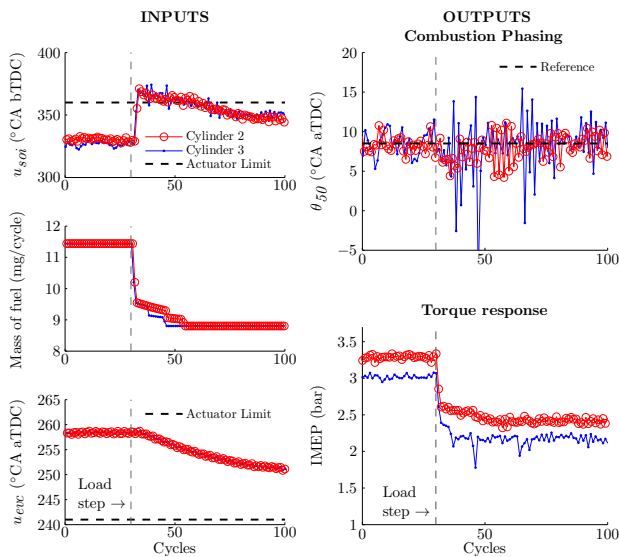 INPUTS
OUTPUTS
Combustion Phasing
u_soi (° CA bTDC)
400
350
300
0
50
100
Cylinder 2
Cylinder 3
Actuator Limit
θ_50 (°CA aTDC)
20
15
10
5
0
−5
0
50
100
Reference
Mass of fuel (mg/cycle)
12
11
10
9
8
0
50
100
Torque response
u_evc (° CA aTDC)
265
260
255
250
245
240
0
50
100
Actuator Limit
Load
step →
Cycles
IMEP (bar)
3.5
3
2.5
2
1.5
1
0
50
100
Load
step →
Cycles